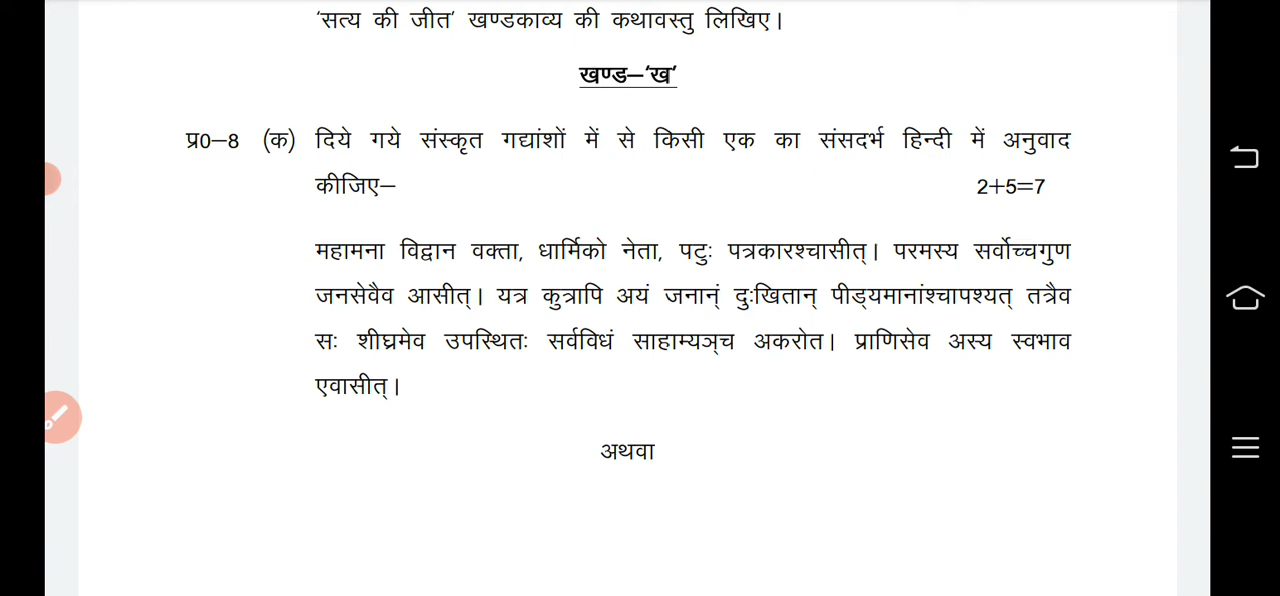 ‘सत्य की जीत’ खण्डकाव्य की कथावस्तु लिखिए।
खण्ड–‘ख’
प्र0–8 (क) दिये गये संस्कृत गद्यांशों में से किसी एक का संसदर्भ हिन्दी में अनुवाद
कीजिए– 2+5=7
महामना विद्वान वक्ता, धार्मिको नेता, पटुः पत्रकारश्चासीत्। परमस्य सर्वोच्चगुण
जनसेवैव आसीत्। यत्र कुत्रापि अयं जनानं् दुःखितान् पीड्यमानांश्चापश्यत् तत्रैव
सः शीघ्रमेव उपस्थितः सर्वविधं साहाम्यञ्च अकरोत। प्राणिसेव अस्य स्वभाव
एवासीत्।
अथवा